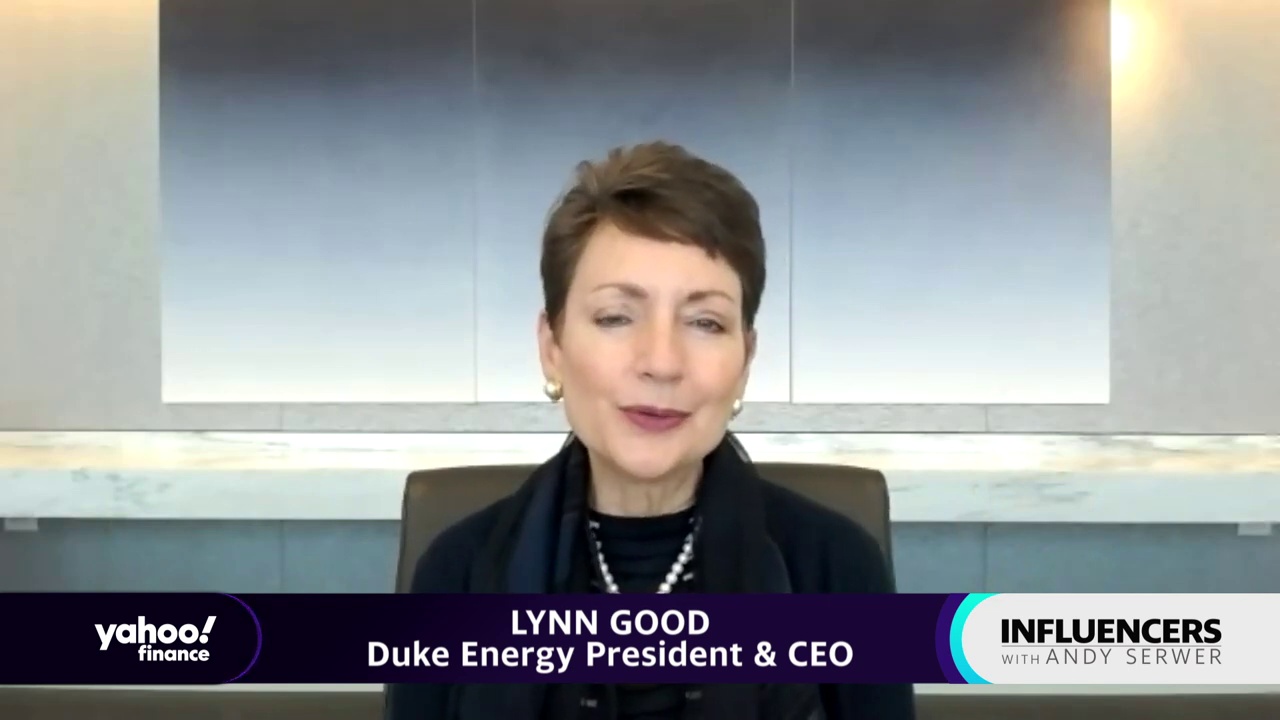 yahoo!
finance
LYNN GOOD
Duke Energy President & CEO
INFLUENCERS
WITH ANDY SERWER